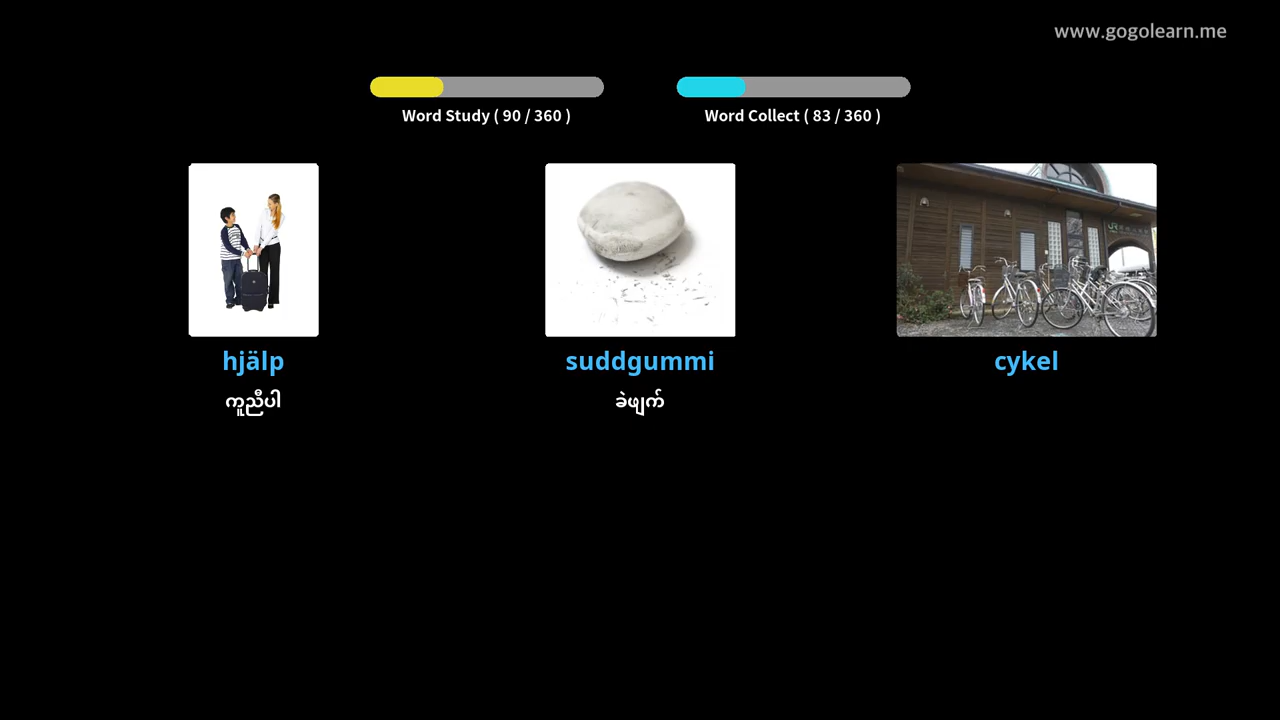 www.gogolearn.me
Word Study ( 90 / 360 )
Word Collect ( 83 / 360 )
hjälp
suddgummi
cykel
ကူညီပါ
ခဲဖျက်